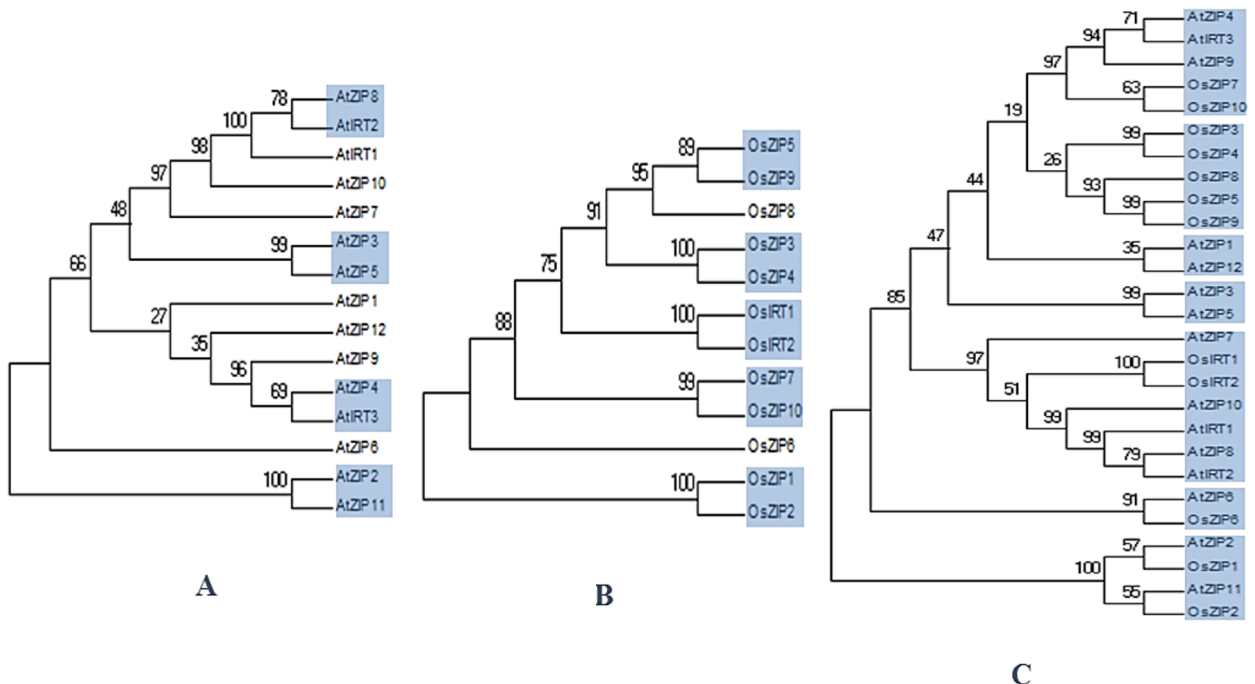 78
AtZIP8
AtIRT2
100
AtIRT1
98
AtZIP10
97
AtZIP7
48
99
AtZIP3
AtZIP5
66
AtZIP1
27
AtZIP12
35
AtZIP9
96
AtZIP4
69
AtIRT3
AtZIP6
100
AtZIP2
AtZIP11
A
89
OsZIP5
OsZIP9
95
OsZIP8
91
100
OsZIP3
OsZIP4
75
100
OsIRT1
OsIRT2
88
99
OsZIP7
OsZIP10
OsZIP6
100
OsZIP1
OsZIP2
B
71
AtZIP4
AtIRT3
94
AtZIP9
97
63
OsZIP7
OsZIP10
19
99
OsZIP3
OsZIP4
26
OsZIP8
93
99
OsZIP5
OsZIP9
44
35
AtZIP1
AtZIP12
47
99
AtZIP3
AtZIP5
85
AtZIP7
97
100
OsIRT1
OsIRT2
51
AtZIP10
99
AtIRT1
99
79
AtZIP8
AtIRT2
91
AtZIP6
OsZIP6
57
AtZIP2
OsZIP1
100
55
AtZIP11
OsZIP2
C